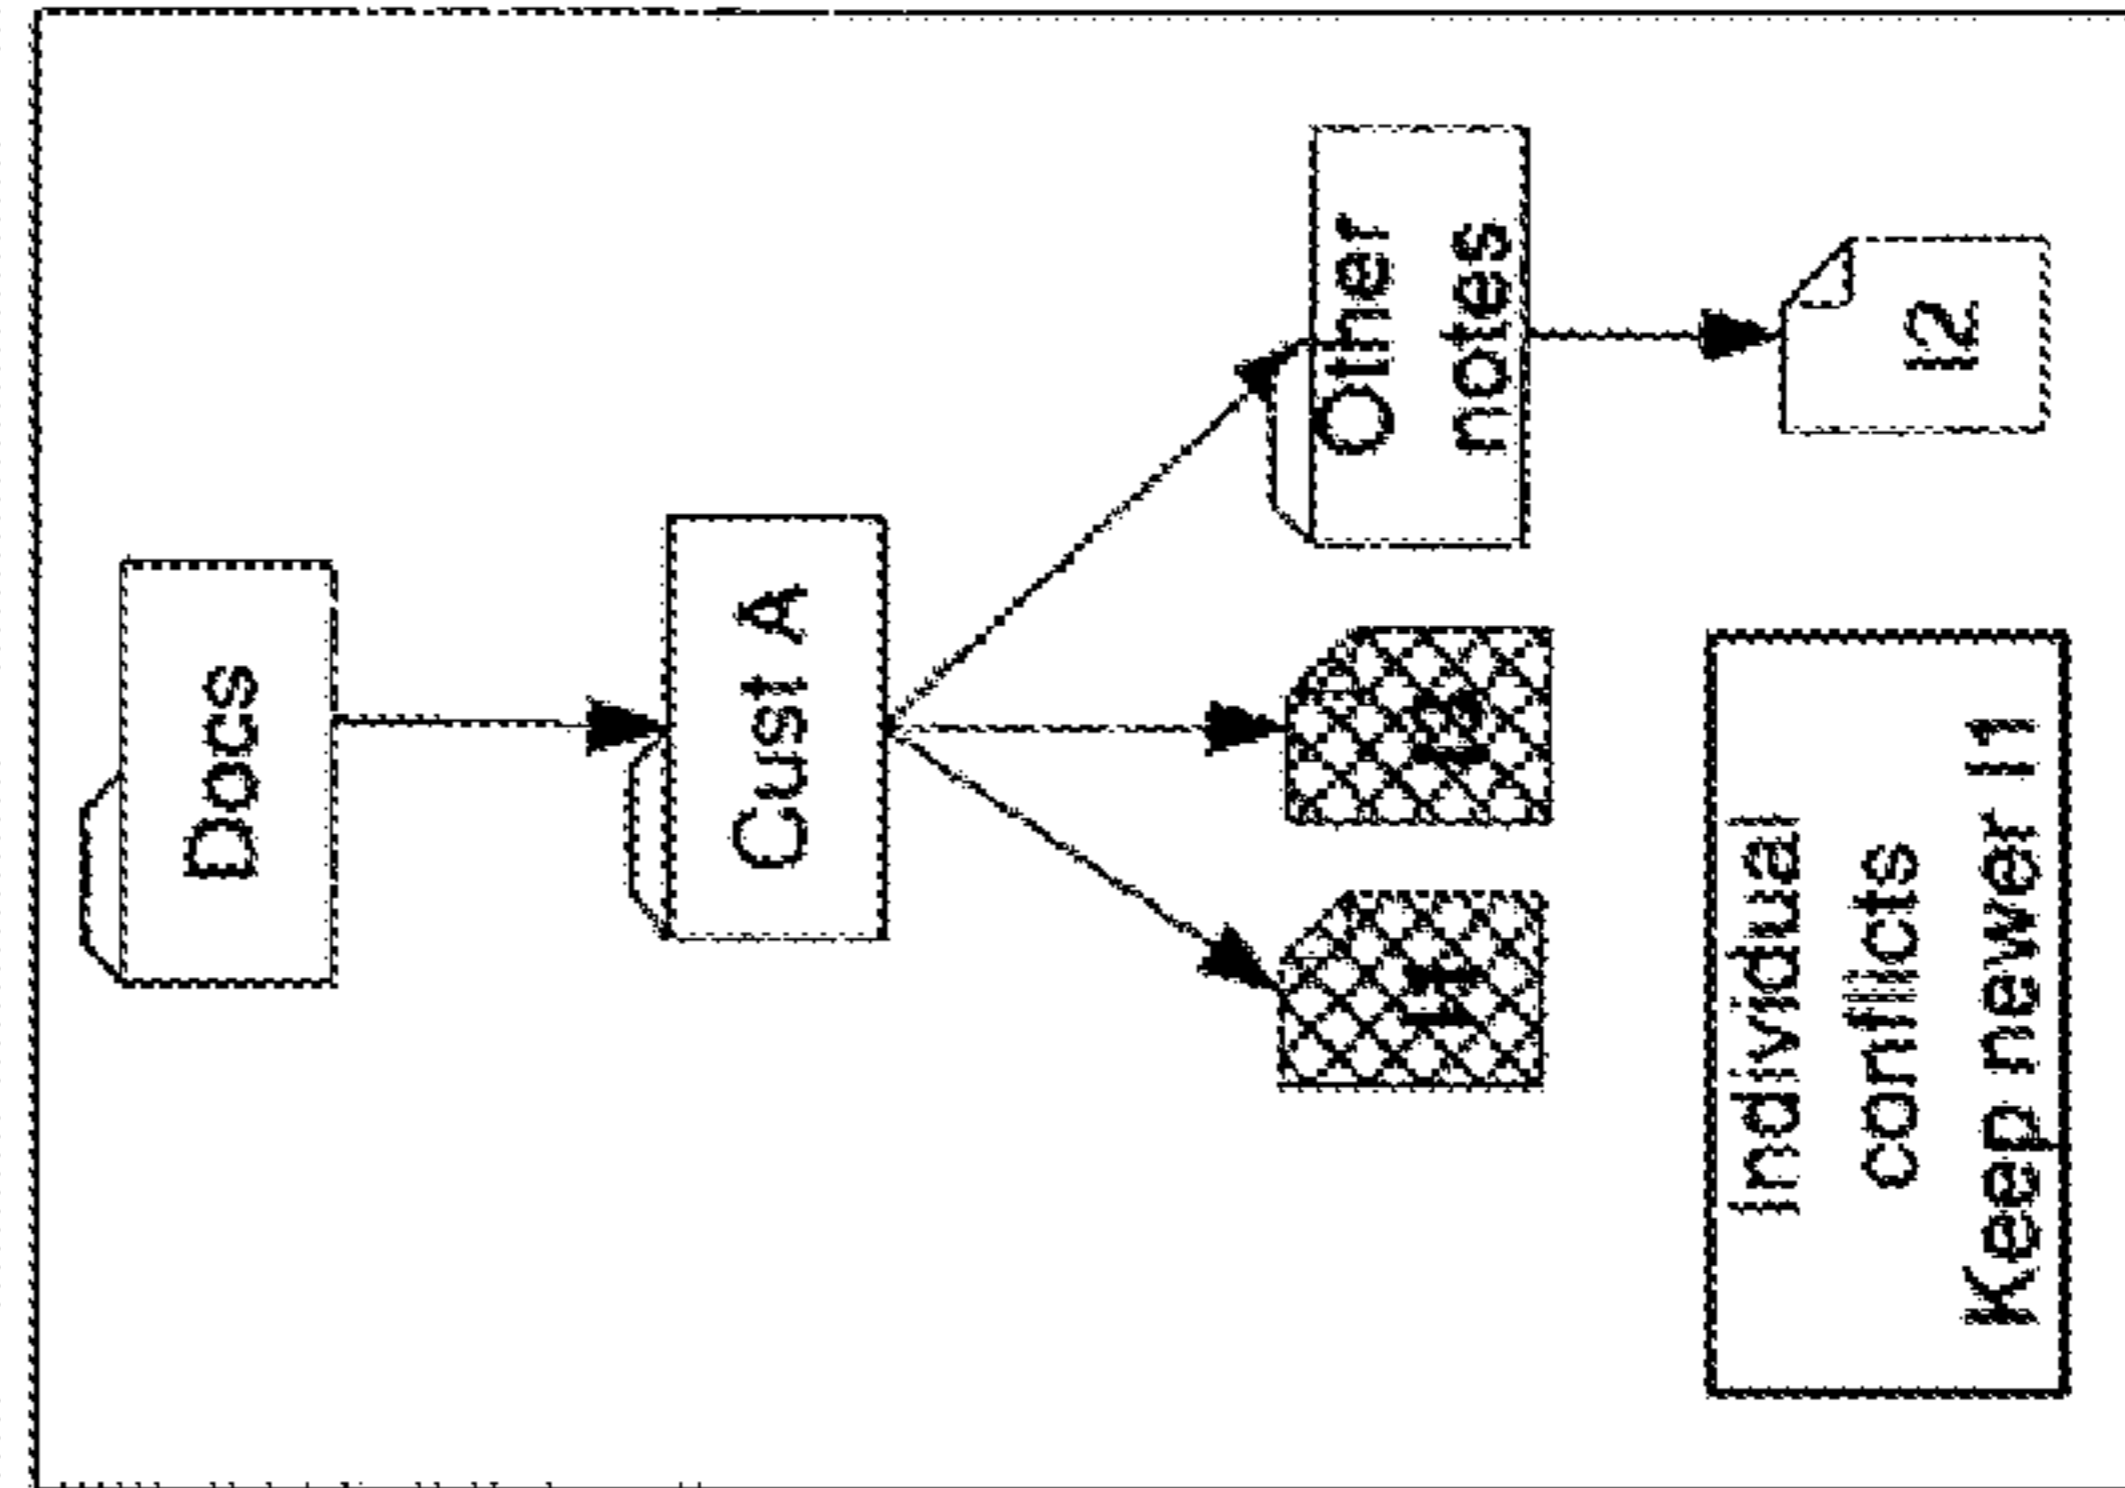 Docs
Cust A
I1
I3
Other
notes
I2
Individual
conflicts
Keep newer I1